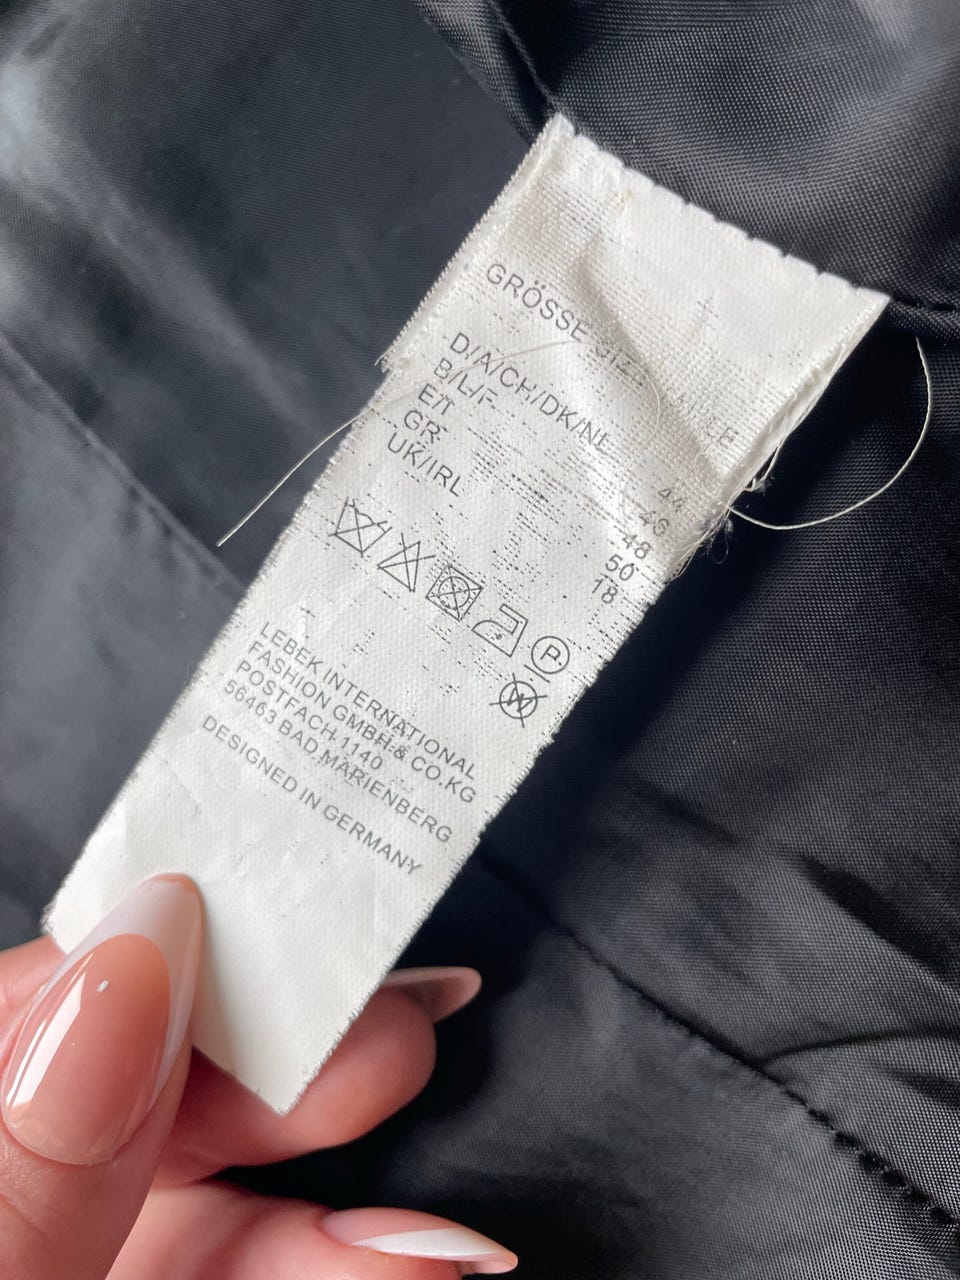 GRÖSSE SIZE
D/A/CH/DK/NL 44
B/L/F 46
E/I 48
GR 50
UK/IRL 18
P
W
LEBEK INTERNATIONAL
FASHION GMBH & CO.KG
POSTFACH 1140
56463 BAD MARIENBERG
DESIGNED IN GERMANY